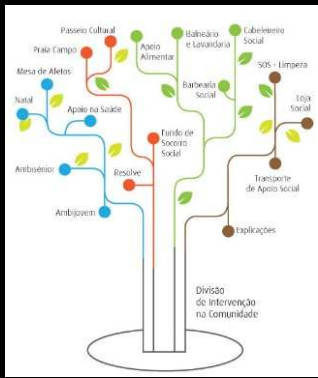 Passeio Cultural
Praia Campo
Mesa de Afetos
Natal
Apoio na Saúde
Ambisénior
Ambijovem
Resolve
Fundo de
Socorro
Social
Apoio
Alimentar
Balneário
e Lavandaria
Cabeleireiro
Social
Barbearia
Social
SOS - Limpeza
Loja
Social
Transporte
de Apoio Social
Explicações
Divisão
de Intervenção
na Comunidade